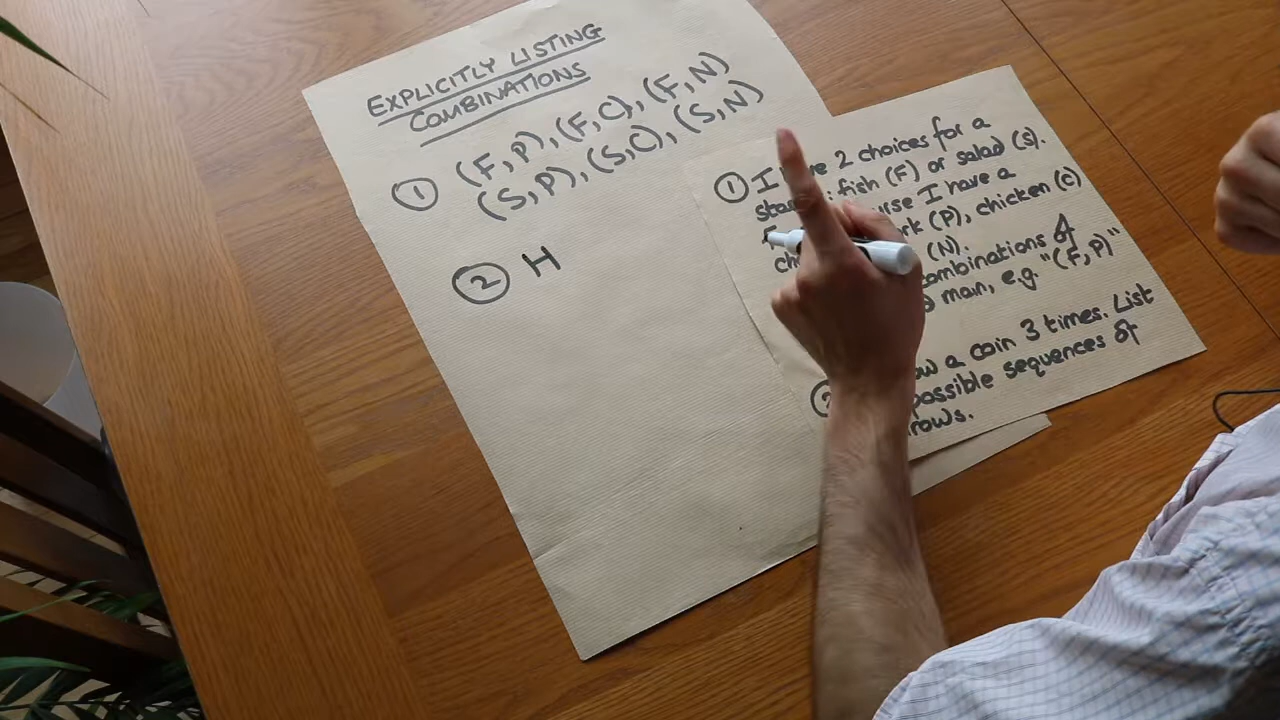 EXPLICITLY LISTING
COMBINATIONS
① (F,P), (F,C), (F,N)
(S,P), (S,C), (S,N)
② H
① I 2 choices for a
fish (F) or salad (S).
I have a
(P), chicken (C)
(N).
combinations of
main, e.g. "(F,P)"
a coin 3 times. List
possible sequences of